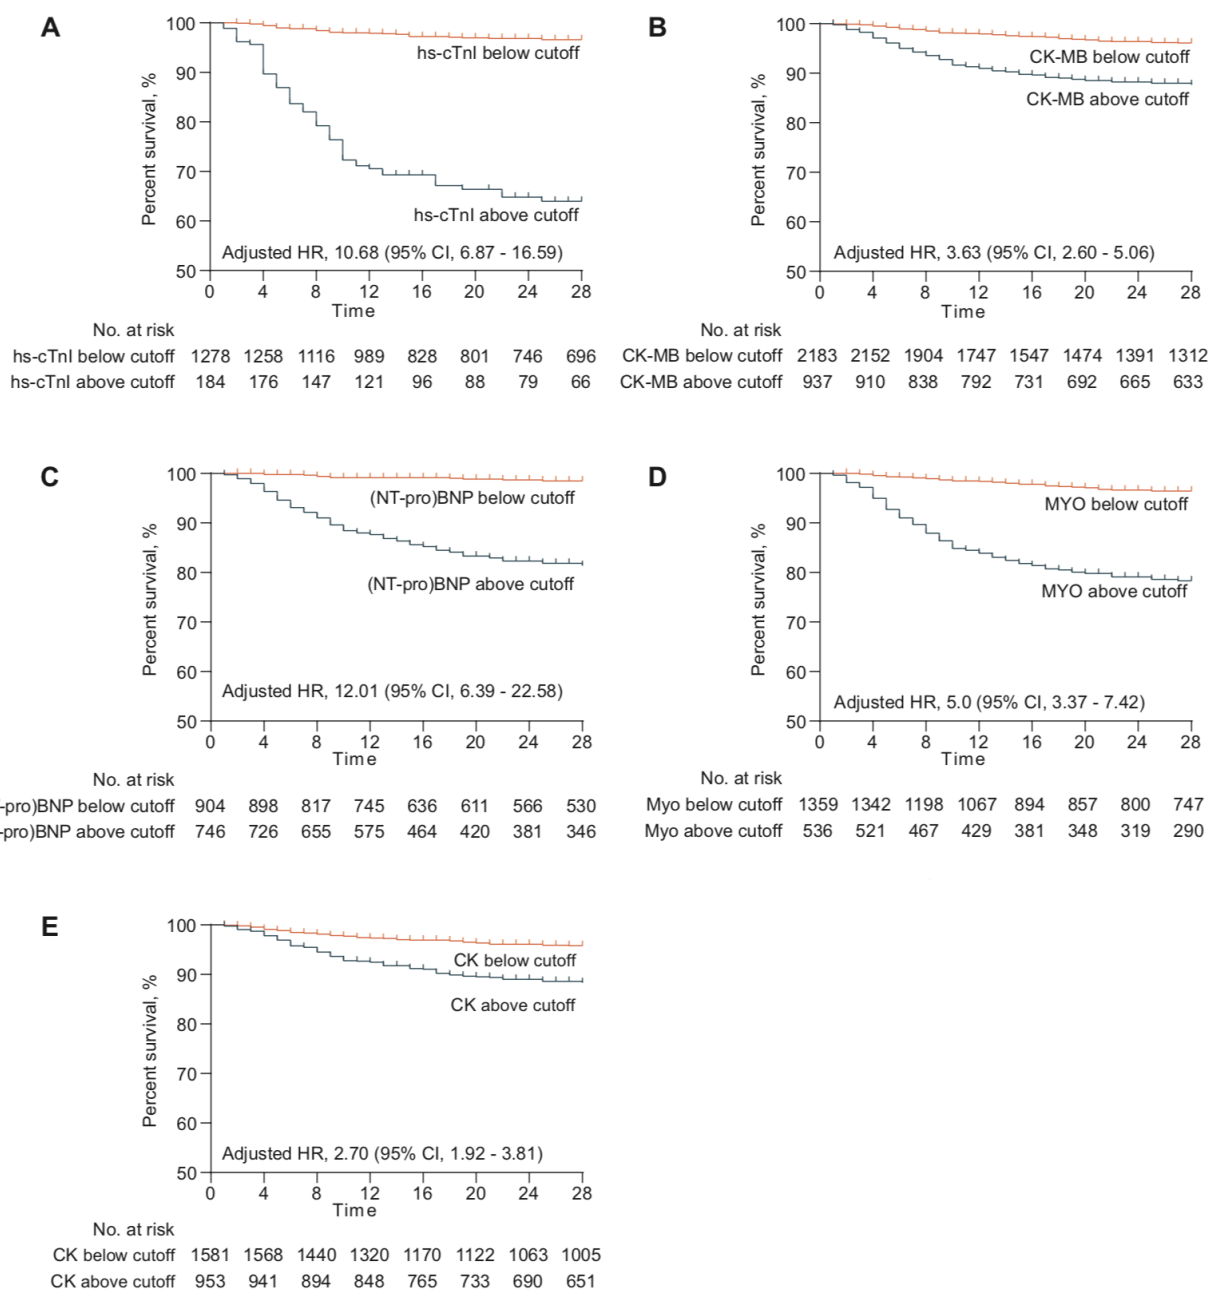 A
Percent survival, %
100
90
80
70
60
50
hs-cTnI below cutoff
hs-cTnI above cutoff
Adjusted HR, 10.68 (95% CI, 6.87 - 16.59)
0 4 8 12 16 20 24 28
Time
No. at risk
hs-cTnI below cutoff 1278 1258 1116 989 828 801 746 696
hs-cTnI above cutoff 184 176 147 121 96 88 79 66
B
Percent survival, %
100
90
80
70
60
50
CK-MB below cutoff
CK-MB above cutoff
Adjusted HR, 3.63 (95% CI, 2.60 - 5.06)
0 4 8 12 16 20 24 28
Time
No. at risk
CK-MB below cutoff 2183 2152 1904 1747 1547 1474 1391 1312
CK-MB above cutoff 937 910 838 792 731 692 665 633
C
Percent survival, %
100
90
80
70
60
50
(NT-pro)BNP below cutoff
(NT-pro)BNP above cutoff
Adjusted HR, 12.01 (95% CI, 6.39 - 22.58)
0 4 8 12 16 20 24 28
Time
No. at risk
-pro)BNP below cutoff 904 898 817 745 636 611 566 530
-pro)BNP above cutoff 746 726 655 575 464 420 381 346
D
Percent survival, %
100
90
80
70
60
50
MYO below cutoff
MYO above cutoff
Adjusted HR, 5.0 (95% CI, 3.37 - 7.42)
0 4 8 12 16 20 24 28
Time
No. at risk
Myo below cutoff 1359 1342 1198 1067 894 857 800 747
Myo above cutoff 536 521 467 429 381 348 319 290
E
Percent survival, %
100
90
80
70
60
50
CK below cutoff
CK above cutoff
Adjusted HR, 2.70 (95% CI, 1.92 - 3.81)
0 4 8 12 16 20 24 28
Time
No. at risk
CK below cutoff 1581 1568 1440 1320 1170 1122 1063 1005
CK above cutoff 953 941 894 848 765 733 690 651